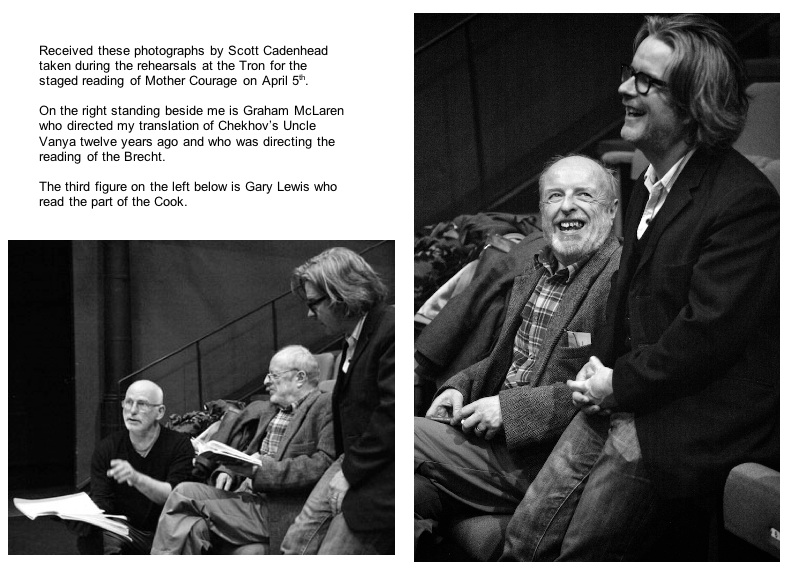 Received these photographs by Scott Cadenhead
taken during the rehearsals at the Tron for the
staged reading of Mother Courage on April 5th.
On the right standing beside me is Graham McLaren
who directed my translation of Chekhov's Uncle
Vanya twelve years ago and who was directing the
reading of the Brecht.
The third figure on the left below is Gary Lewis who
read the part of the Cook.